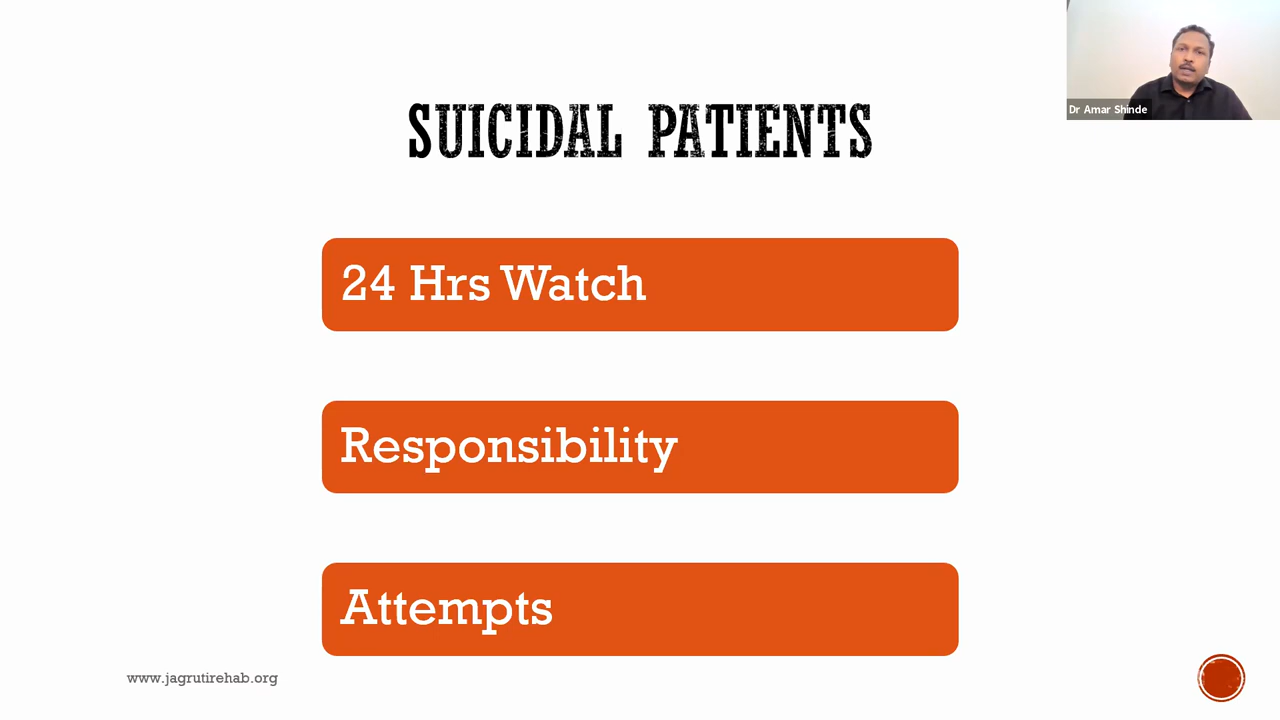 Dr Amar Shinde
SUICIDAL PATIENTS
24 Hrs Watch
Responsibility
Attempts
www.jagrutirehab.org